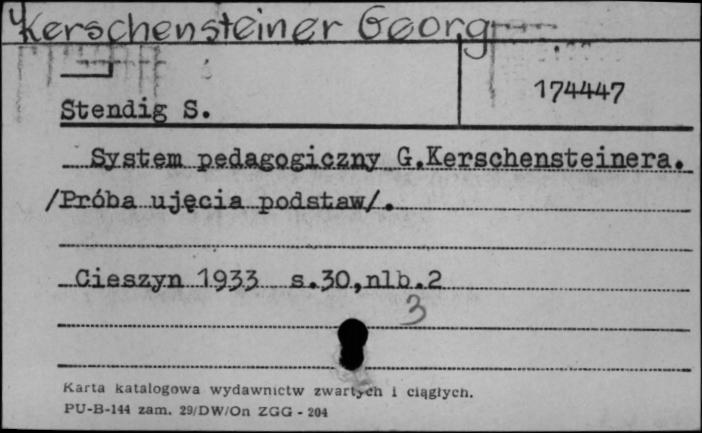 Kerschensteiner Georg
174447
Stendig S.
System pedagogiczny G.Kerschensteinera.
/Próba ujęcia podstaw/.
Cieszyn 1933 s.30,nlb.2
3
Karta katalogowa wydawnictw zwartych i ciągłych.
PU-B-144 zam. 29/DW/On ZGG - 204